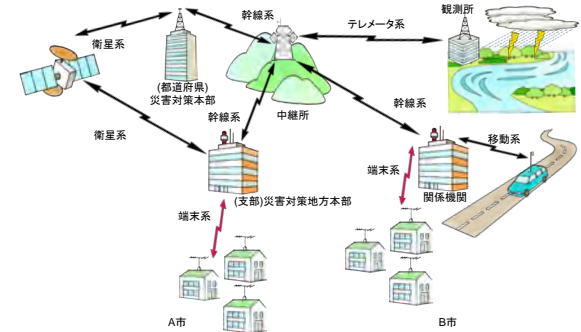 幹線系
テレメータ系
観測所
衛星系
(都道府県)
災害対策本部
中継所
幹線系
幹線系
衛星系
移動系
端末系
関係機関
(支部)災害対策地方本部
端末系
A市
B市